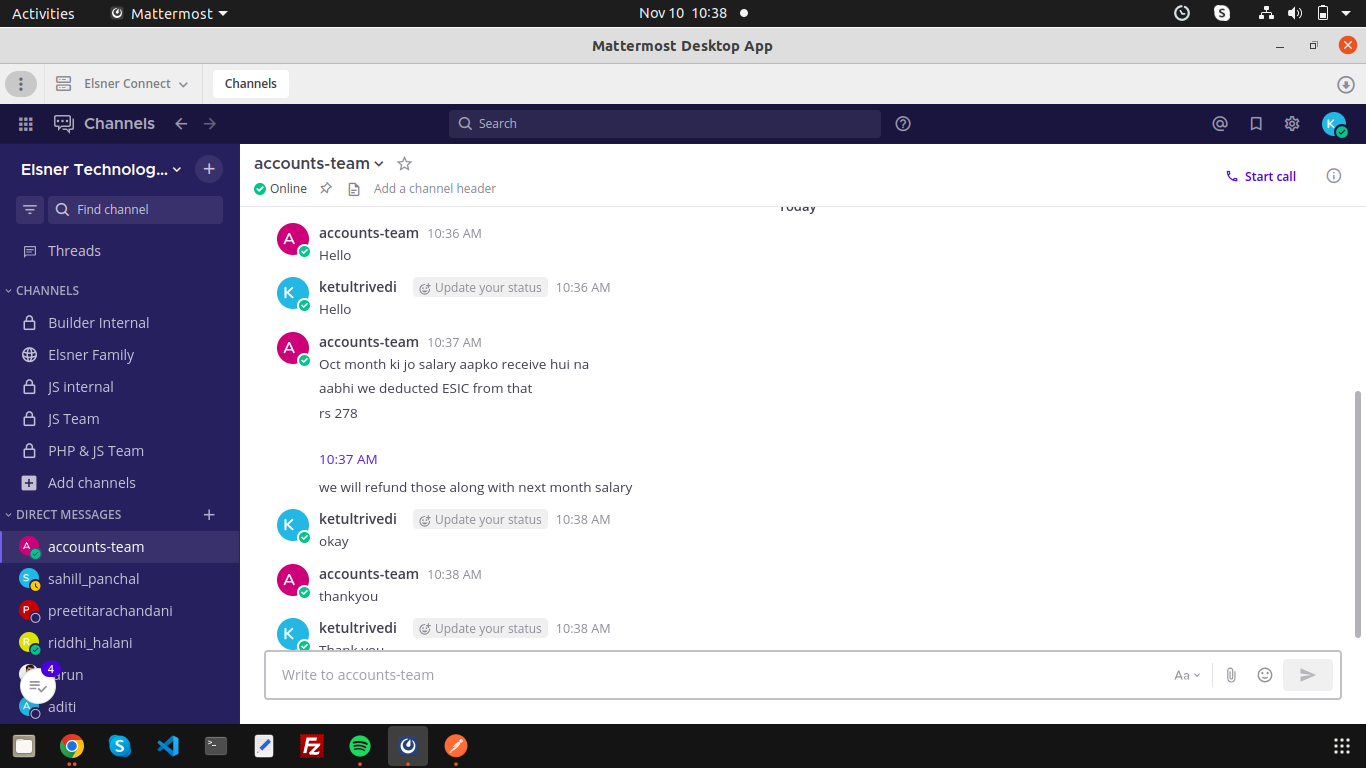 Activities
Mattermost
Nov 10 10:38
Mattermost Desktop App
Elsner Connect
Channels
Channels
Search
K
Elsner Technolog...
Find channel
Threads
CHANNELS
Builder Internal
Elsner Family
JS internal
JS Team
PHP & JS Team
Add channels
DIRECT MESSAGES
A accounts-team
S sahill_panchal
P preetitarachandani
R riddhi_halani
4
A aditi
accounts-team
Online
Add a channel header
Start call
Today
A accounts-team 10:36 AM
Hello
K ketultrivedi Update your status 10:36 AM
Hello
A accounts-team 10:37 AM
Oct month ki jo salary aapko receive hui na
aabhi we deducted ESIC from that
rs 278
10:37 AM
we will refund those along with next month salary
K ketultrivedi Update your status 10:38 AM
okay
A accounts-team 10:38 AM
thankyou
K ketultrivedi Update your status 10:38 AM
Thank you
Write to accounts-team
Aa